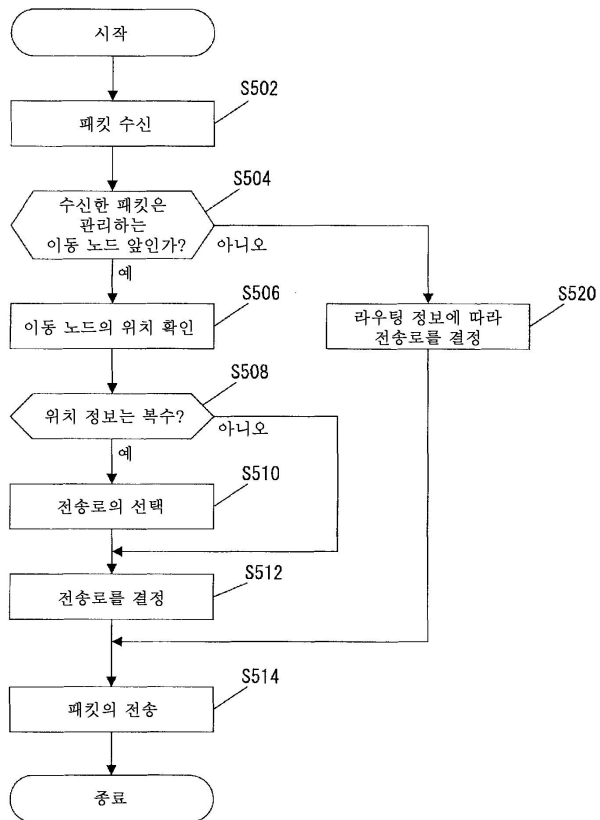 시작
S502
패킷 수신
S504
수신한 패킷은
관리하는
이동 노드 앞인가?
아니오
예
S506
이동 노드의 위치 확인
S520
라우팅 정보에 따라
전송로를 결정
S508
위치 정보는 복수?
아니오
예
S510
전송로의 선택
S512
전송로를 결정
S514
패킷의 전송
종료